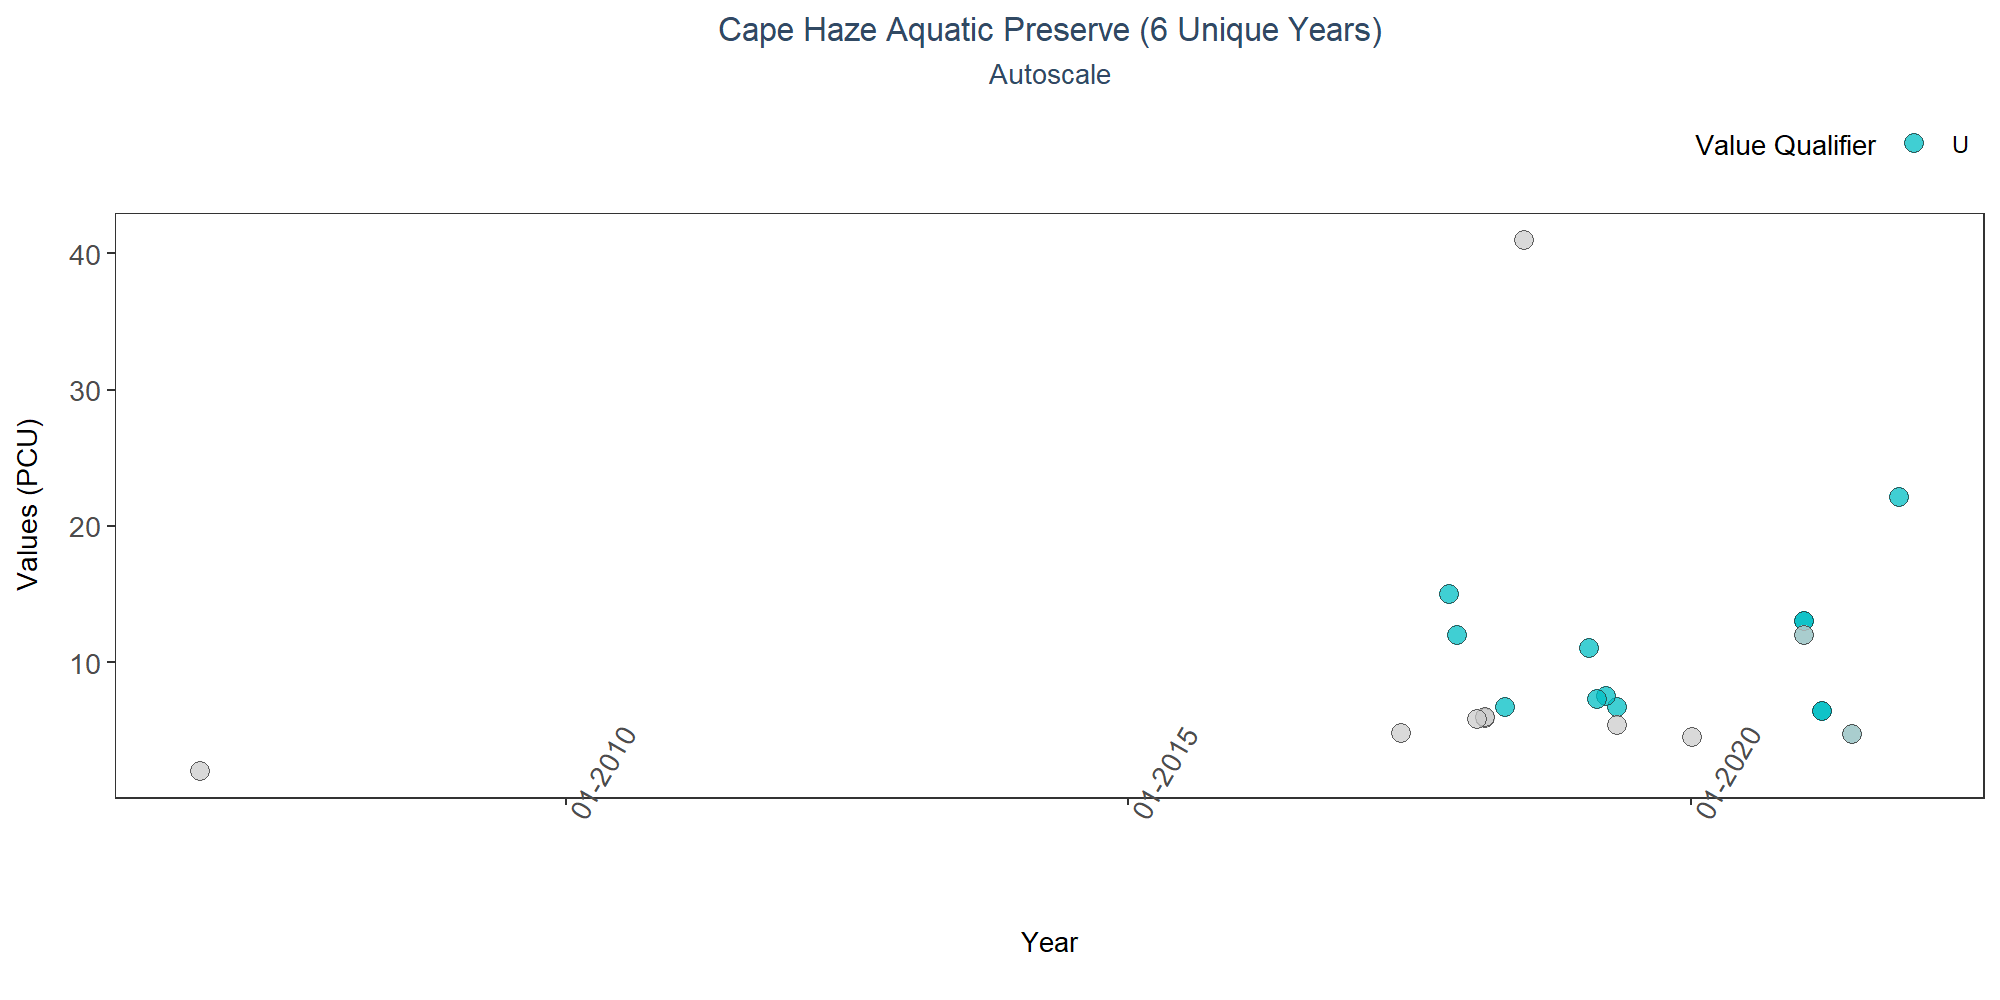 Cape Haze Aquatic Preserve (6 Unique Years)
Autoscale
Value Qualifier U
Values (PCU)
40
30
20
10
01-2010
01-2015
01-2020
Year